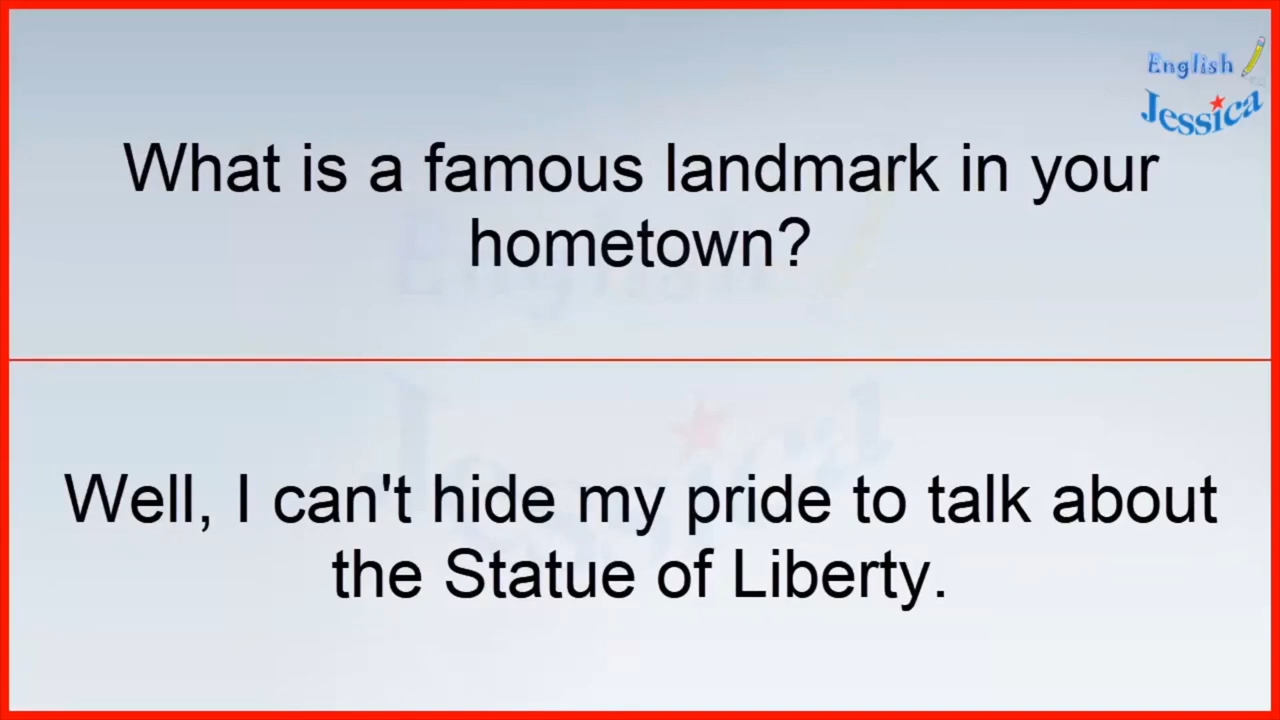 English
Jessica
What is a famous landmark in your
hometown?
Well, I can't hide my pride to talk about
the Statue of Liberty.